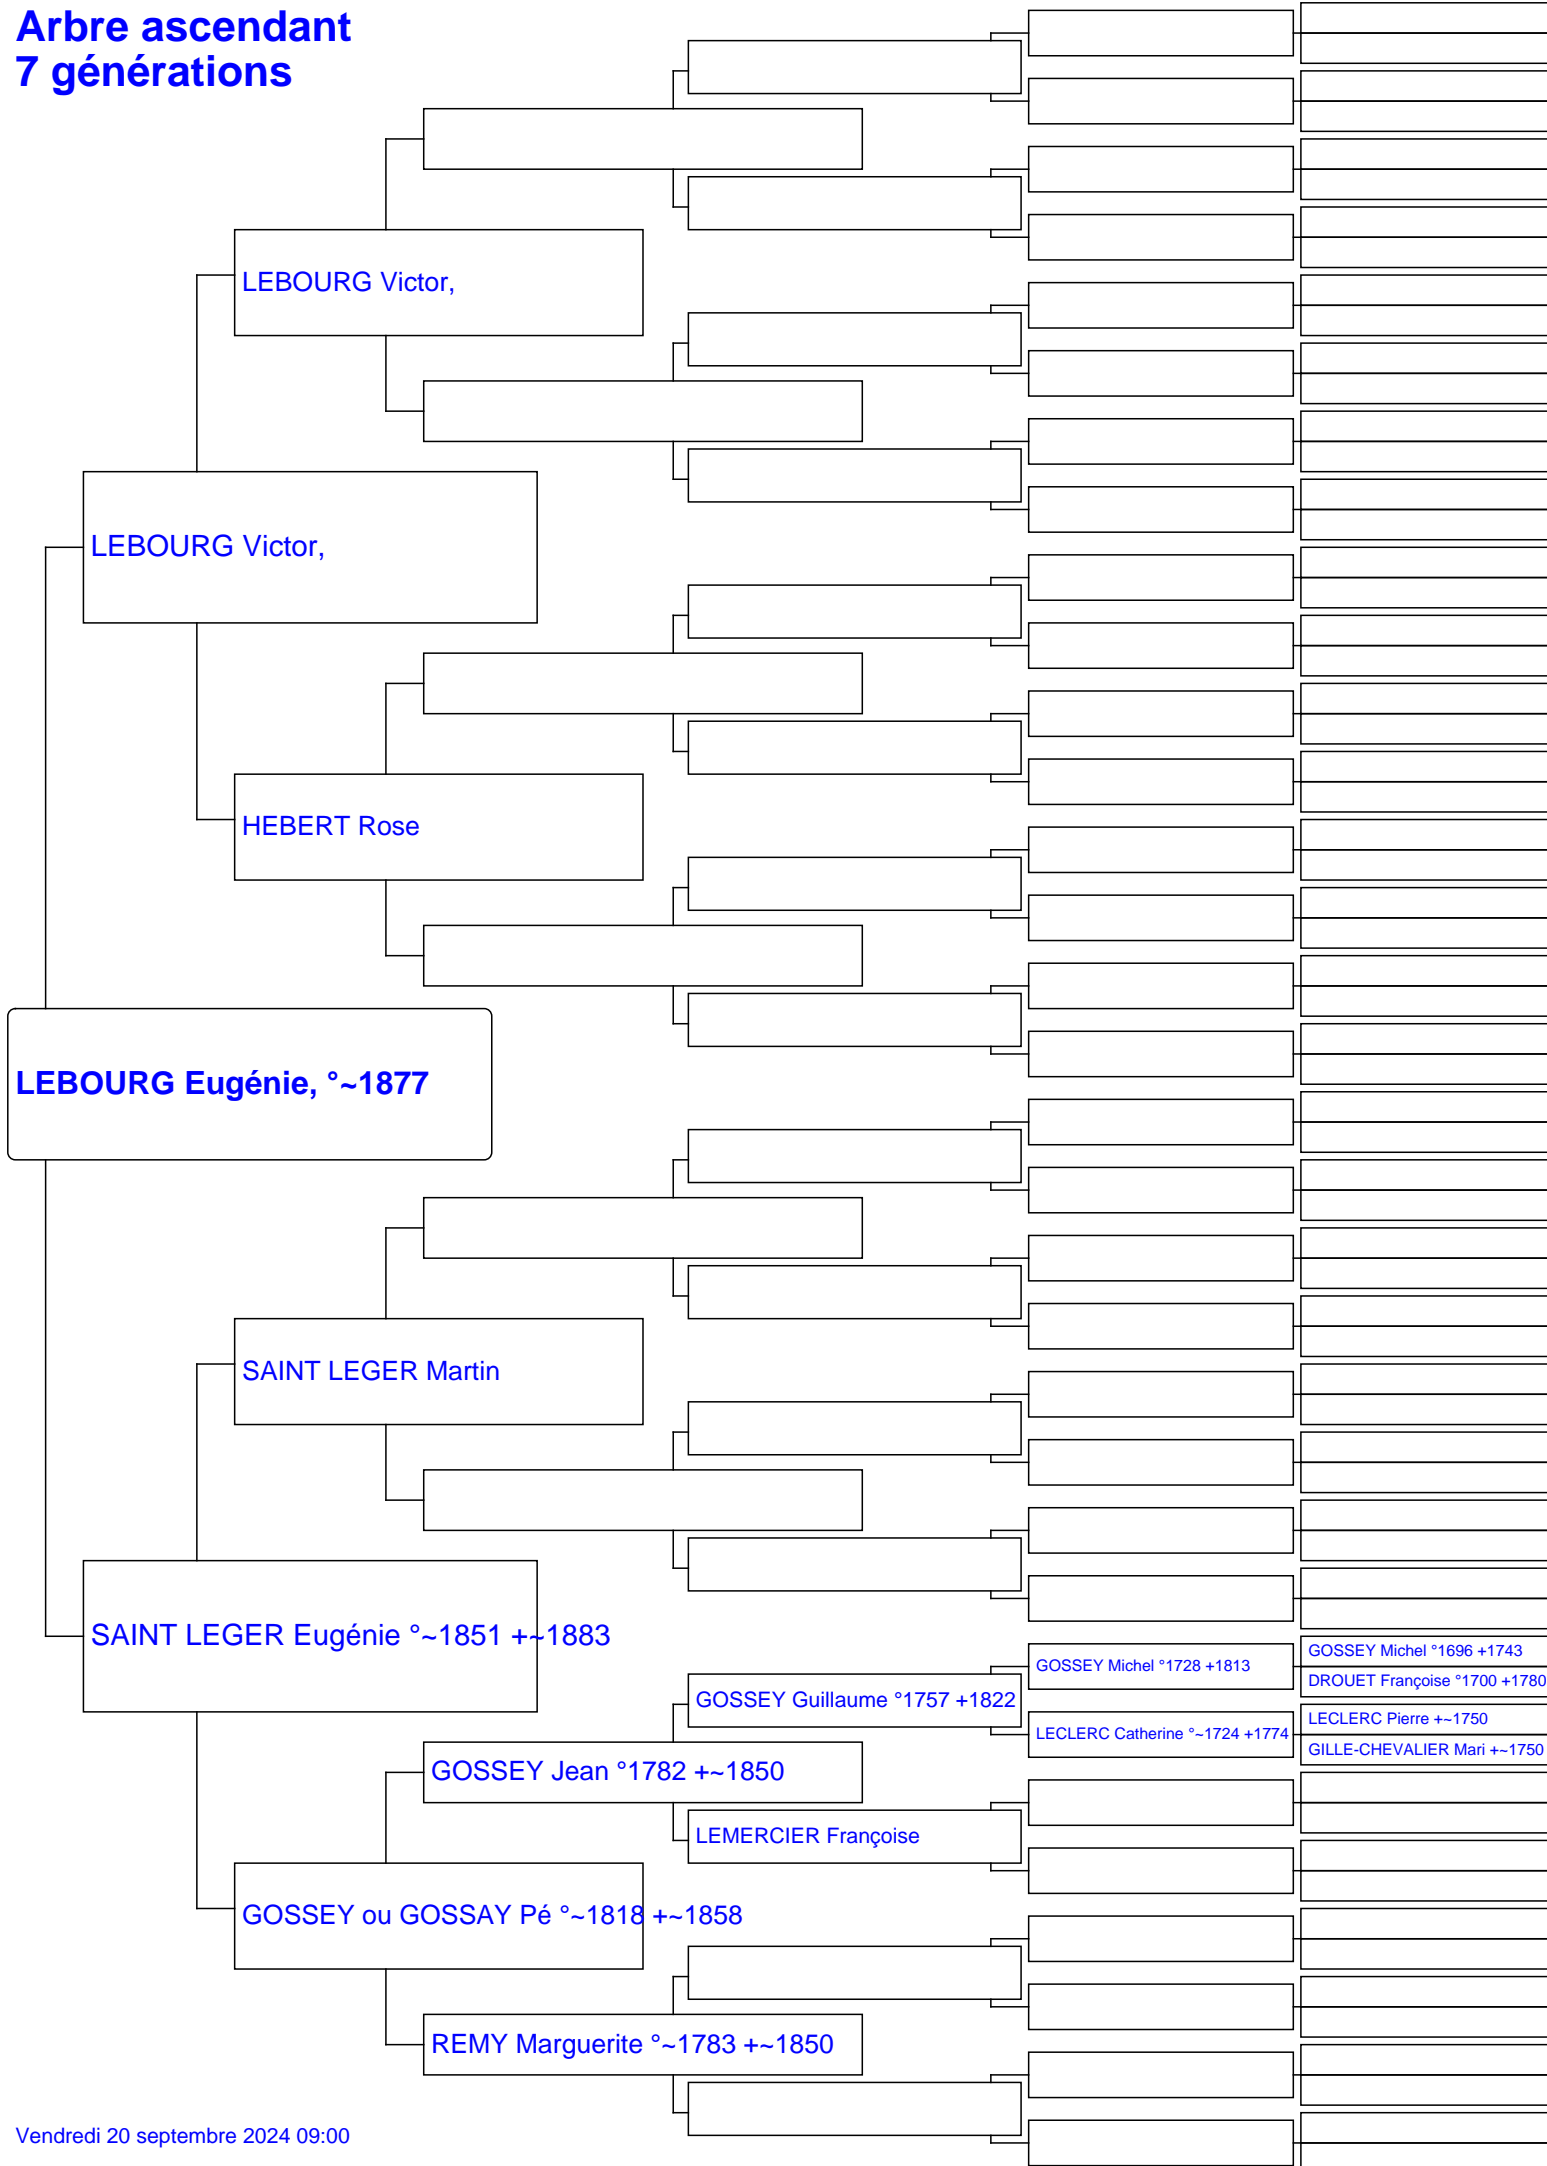 Arbre ascendant
7 générations
LEBOURG Victor,
LEBOURG Victor,
HEBERT Rose
LEBOURG Eugénie, °~1877
SAINT LEGER Martin
SAINT LEGER Eugénie °~1851 +~1883
GOSSEY Michel °1696 +1743
GOSSEY Michel °1728 +1813
DROUET Françoise °1700 +1780
GOSSEY Guillaume °1757 +1822
LECLERC Pierre +~1750
LECLERC Catherine °~1724 +1774
GILLE-CHEVALIER Mari +~1750
GOSSEY Jean °1782 +~1850
LEMERCIER Françoise
GOSSEY ou GOSSAY Pé °~1818 +~1858
REMY Marguerite °~1783 +~1850
Vendredi 20 septembre 2024 09:00